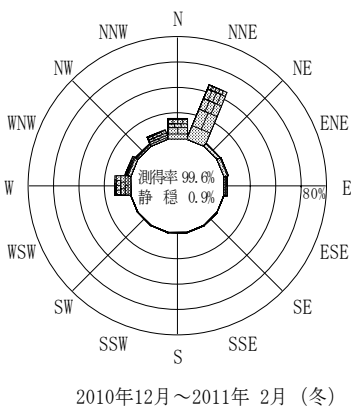 N
NNW
NNE
NW
NE
WNW
ENE
測得率 99.6%
W
80%
E
静 穏 0.9%
WSW
ESE
SW
SE
SSW
SSE
S
2010年12月～2011年 2月 (冬)